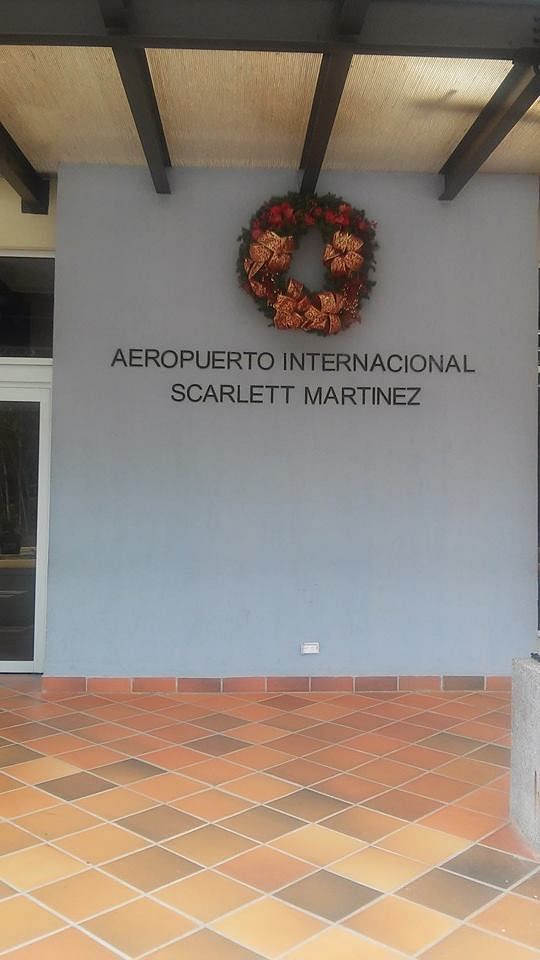 AEROPUERTO INTERNACIONAL
SCARLETT MARTINEZ